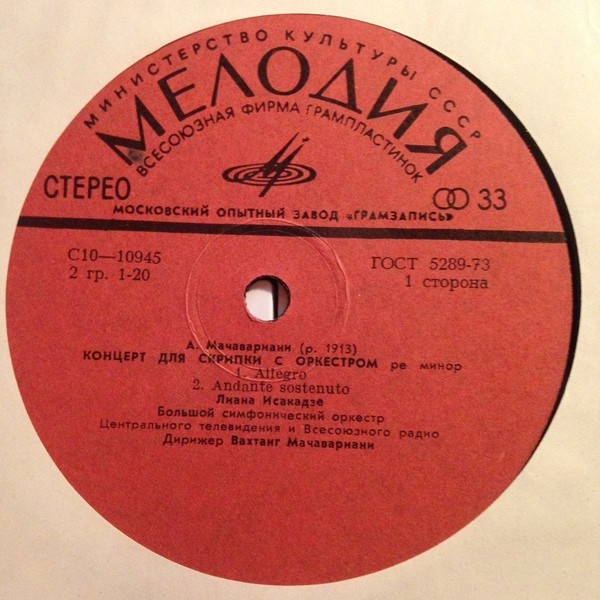 МИНИСТЕРСТВО КУЛЬТУРЫ СССР
МЕЛОДИЯ
ВСЕСОЮЗНАЯ ФИРМА ГРАМПЛАСТИНОК
СТЕРЕО
33
МОСКОВСКИЙ ОПЫТНЫЙ ЗАВОД «ГРАМЗАПИСЬ»
С10—10945
2 гр. 1-20
ГОСТ 5289-73
1 сторона
А. Мачавариани (р. 1913)
КОНЦЕРТ ДЛЯ СКРИПКИ С ОРКЕСТРОМ ре минор
1. Allegro
2. Andante sostenuto
Лиана Исакадзе
Большой симфонический оркестр
Центрального телевидения и Всесоюзного радио
Дирижер Вахтанг Мачавариани